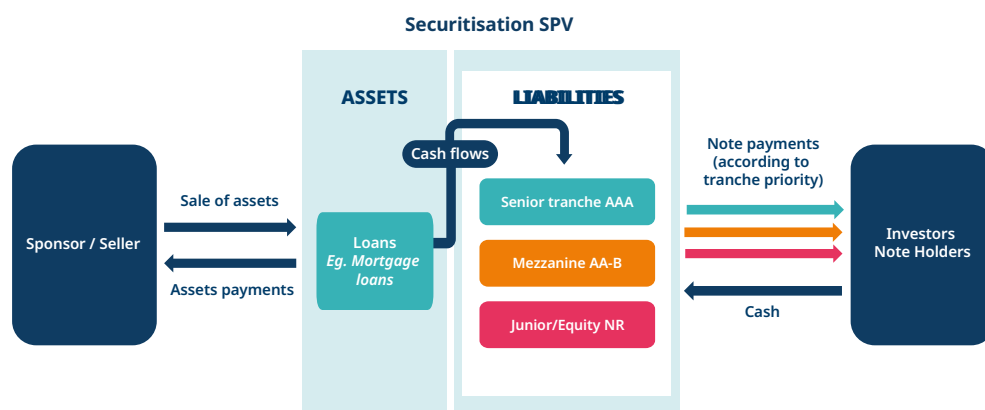 Securitisation SPV
ASSETS
LIABILITIES
Cash flows
Note payments
(according to
tranche priority)
Sale of assets
Senior tranche AAA
Sponsor / Seller
Loans
Eg. Mortgage
loans
Mezzanine AA-B
Investors
Note Holders
Assets payments
Cash
Junior/Equity NR